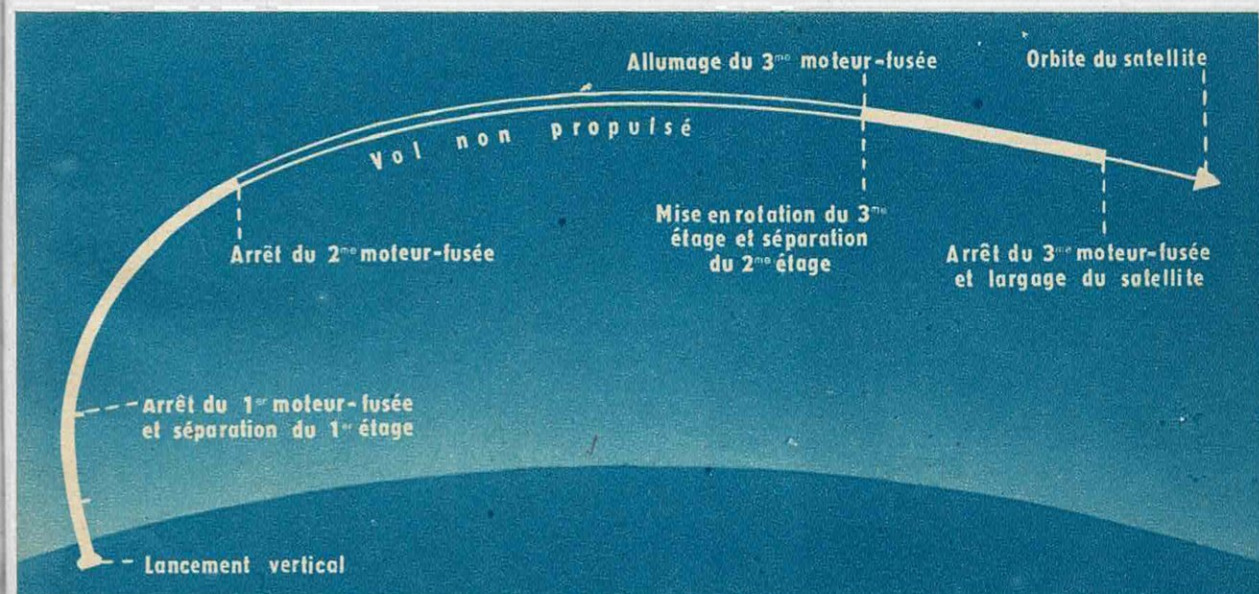 Allumage du 3me moteur-fusée
Orbite du satellite
Vol non propulsé
Mise en rotation du 3me
étage et séparation
du 2me étage
Arrêt du 2me moteur-fusée
Arrêt du 3me moteur-fusée
et largage du satellite
Arrêt du 1er moteur-fusée
et séparation du 1er étage
Lancement vertical